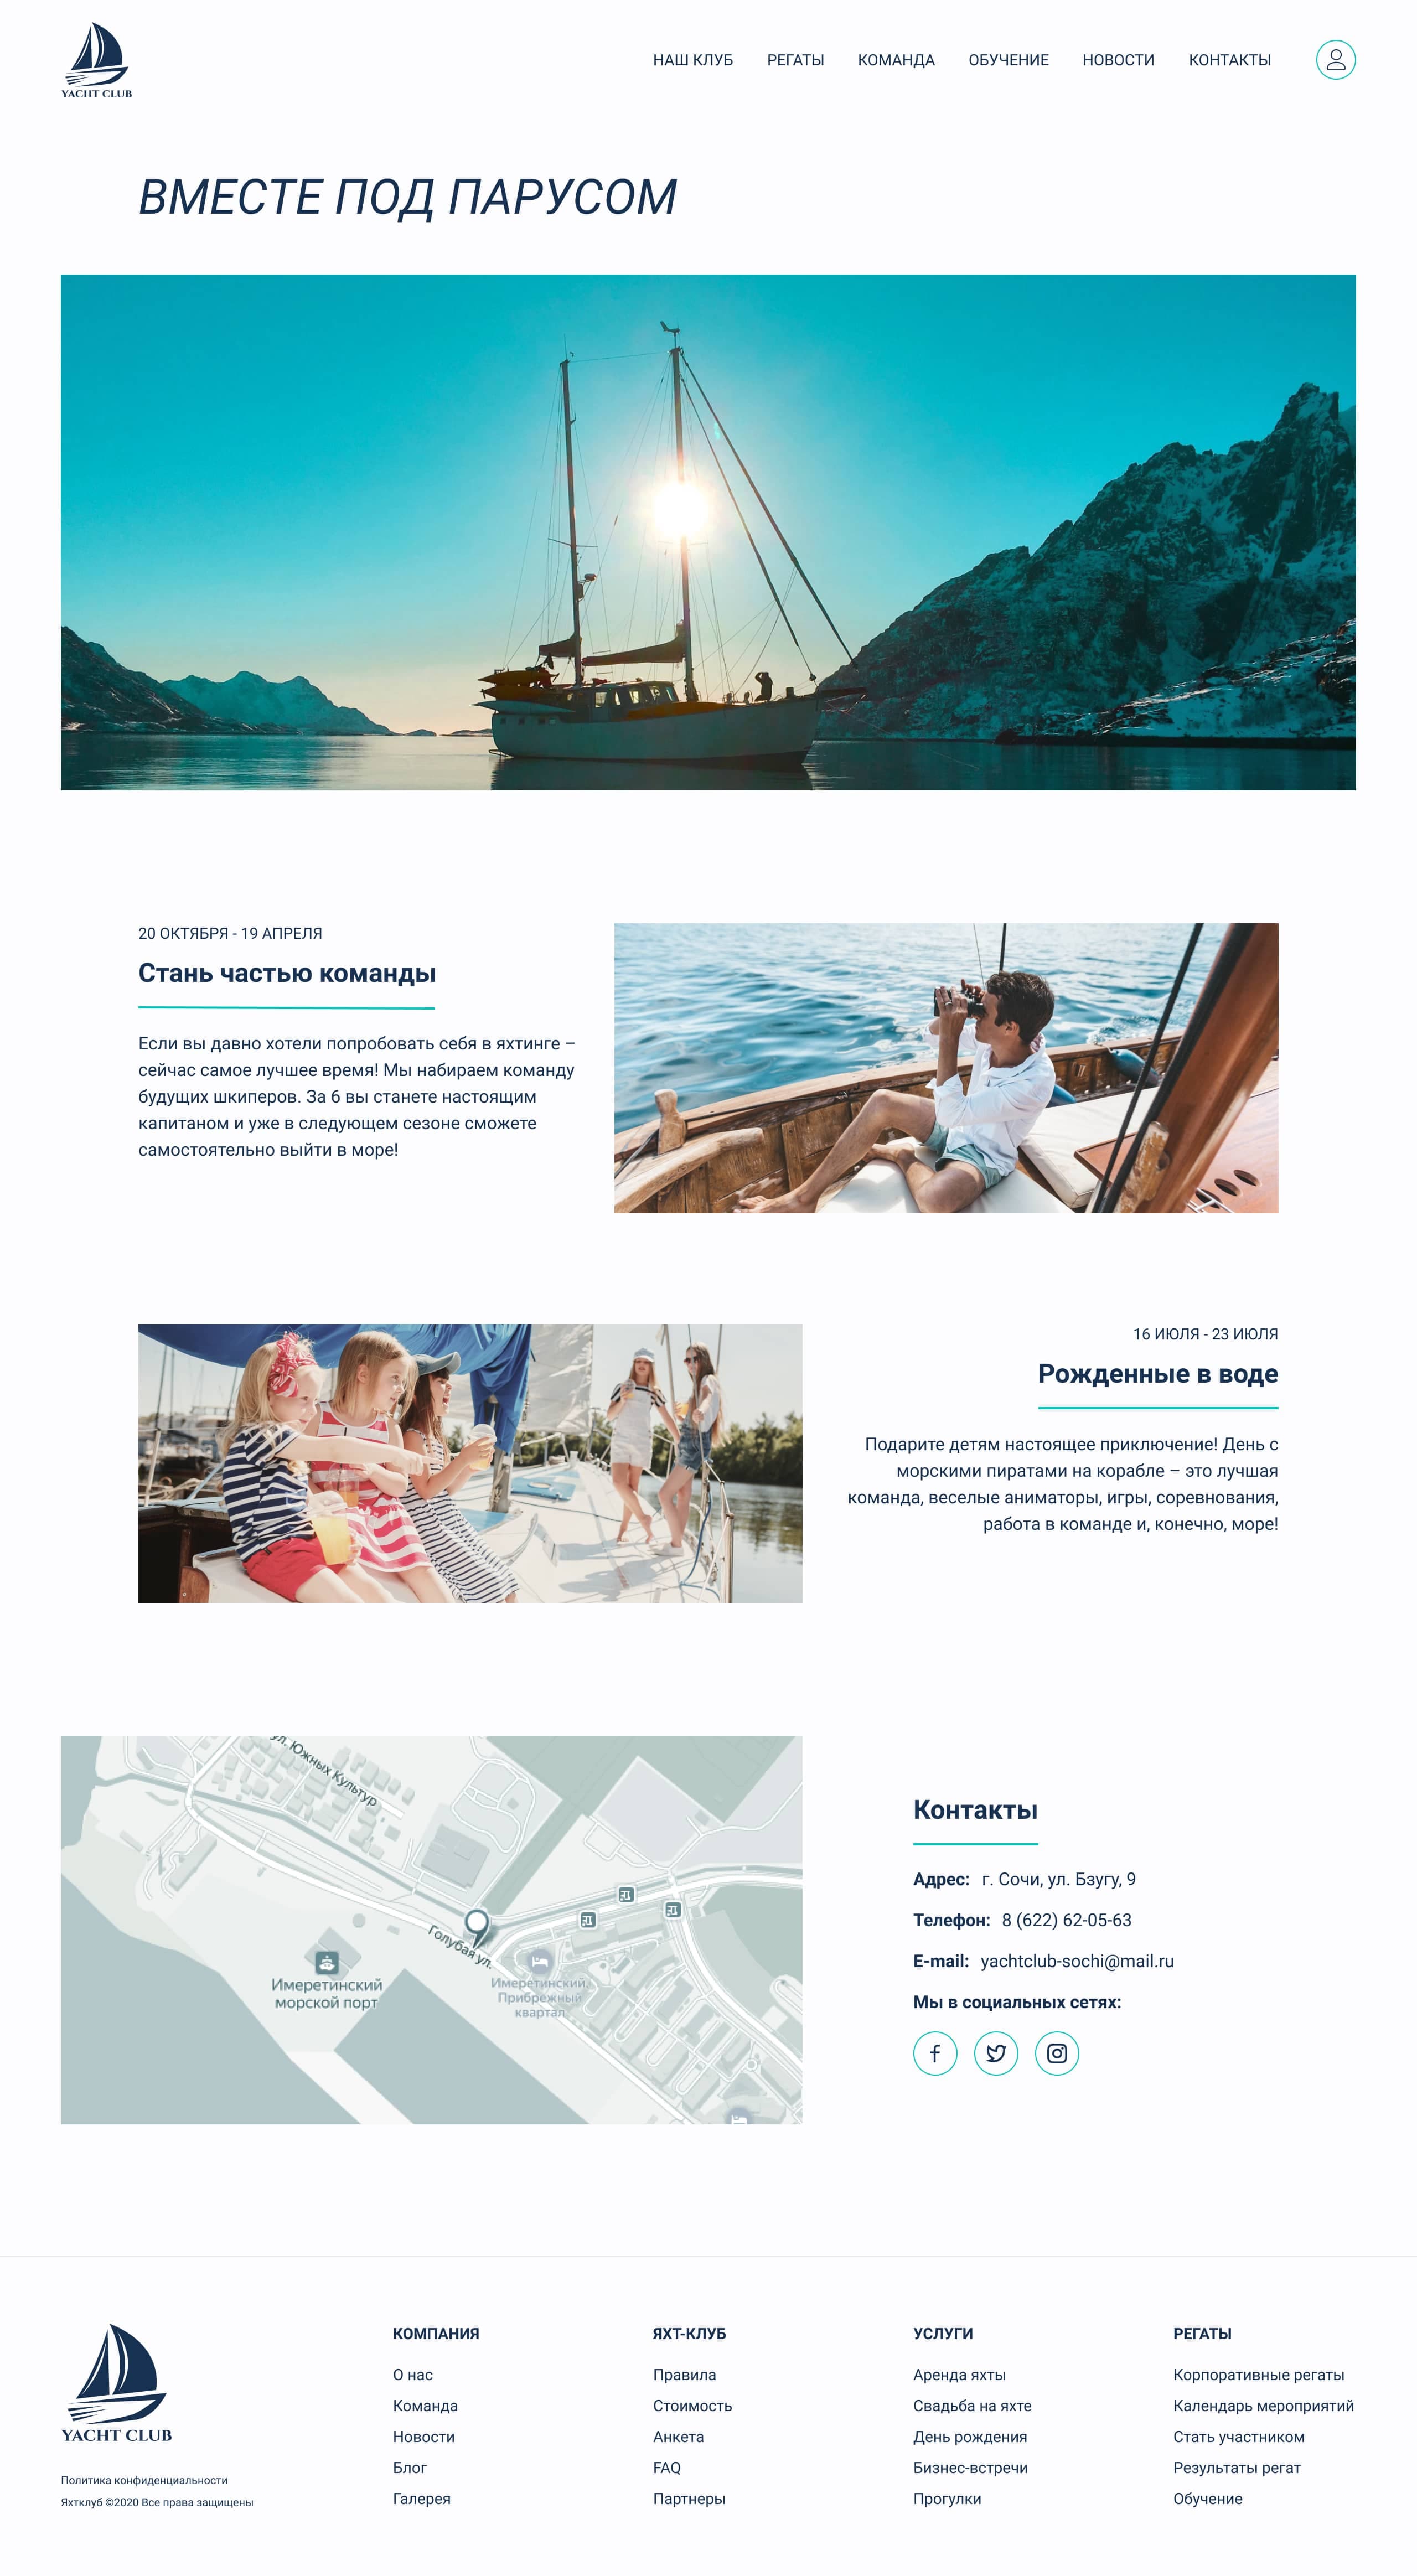 YACHT CLUB
НАШ КЛУБ
РЕГАТЫ
КОМАНДА
ОБУЧЕНИЕ
НОВОСТИ
КОНТАКТЫ
ВМЕСТЕ ПОД ПАРУСОМ
20 ОКТЯБРЯ - 19 АПРЕЛЯ
Стань частью команды
Если вы давно хотели попробовать себя в яхтинге –
сейчас самое лучшее время! Мы набираем команду
будущих шкиперов. За 6 вы станете настоящим
капитаном и уже в следующем сезоне сможете
самостоятельно выйти в море!
16 ИЮЛЯ - 23 ИЮЛЯ
Рожденные в воде
Подарите детям настоящее приключение! День с
морскими пиратами на корабле – это лучшая
команда, веселые аниматоры, игры, соревнования,
работа в команде и, конечно, море!
ул. Южных Культур
Голубая ул.
Имеретинский
морской порт
Имеретинский
Прибрежный
квартал
Контакты
Адрес: г. Сочи, ул. Бзугу, 9
Телефон: 8 (622) 62-05-63
E-mail: yachtclub-sochi@mail.ru
Мы в социальных сетях:
YACHT CLUB
Политика конфиденциальности
Яхтклуб ©2020 Все права защищены
КОМПАНИЯ
О нас
Команда
Новости
Блог
Галерея
ЯХТ-КЛУБ
Правила
Стоимость
Анкета
FAQ
Партнеры
УСЛУГИ
Аренда яхты
Свадьба на яхте
День рождения
Бизнес-встречи
Прогулки
РЕГАТЫ
Корпоративные регаты
Календарь мероприятий
Стать участником
Результаты регат
Обучение